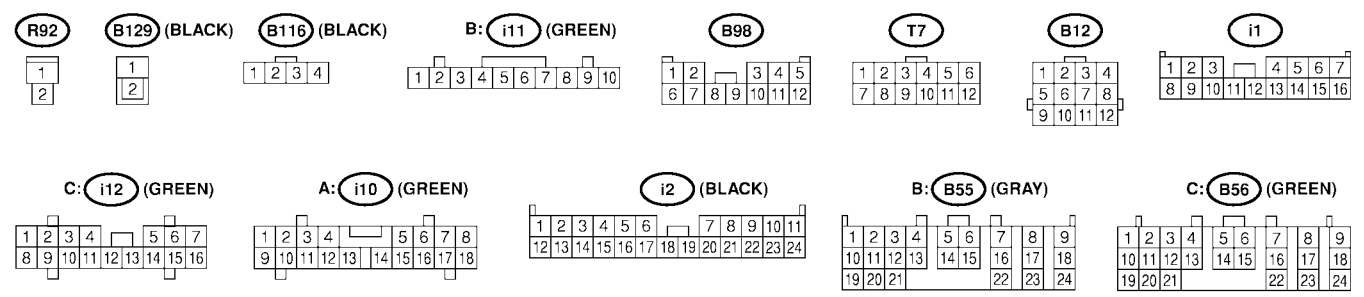 R92 B129 (BLACK) B116 (BLACK) B: i11 (GREEN) B98 T7 B12 i1
1
2
1
2
1 2 3 4
1 2 3 4 5 6 7 8 9 10
1 2 3 4 5
6 7 8 9 10 11 12
1 2 3 4 5 6
7 8 9 10 11 12
1 2 3 4
5 6 7 8
9 10 11 12
1 2 3 4 5 6 7
8 9 10 11 12 13 14 15 16
C: i12 (GREEN) A: i10 (GREEN) i2 (BLACK) B: B55 (GRAY) C: B56 (GREEN)
1 2 3 4 5 6 7
8 9 10 11 12 13 14 15 16
1 2 3 4 5 6 7 8
9 10 11 12 13 14 15 16 17 18
1 2 3 4 5 6 7 8 9 10 11
12 13 14 15 16 17 18 19 20 21 22 23 24
1 2 3 4 5 6 7 8 9
10 11 12 13 14 15 16 17 18
19 20 21 22 23 24
1 2 3 4 5 6 7 8 9
10 11 12 13 14 15 16 17 18
19 20 21 22 23 24